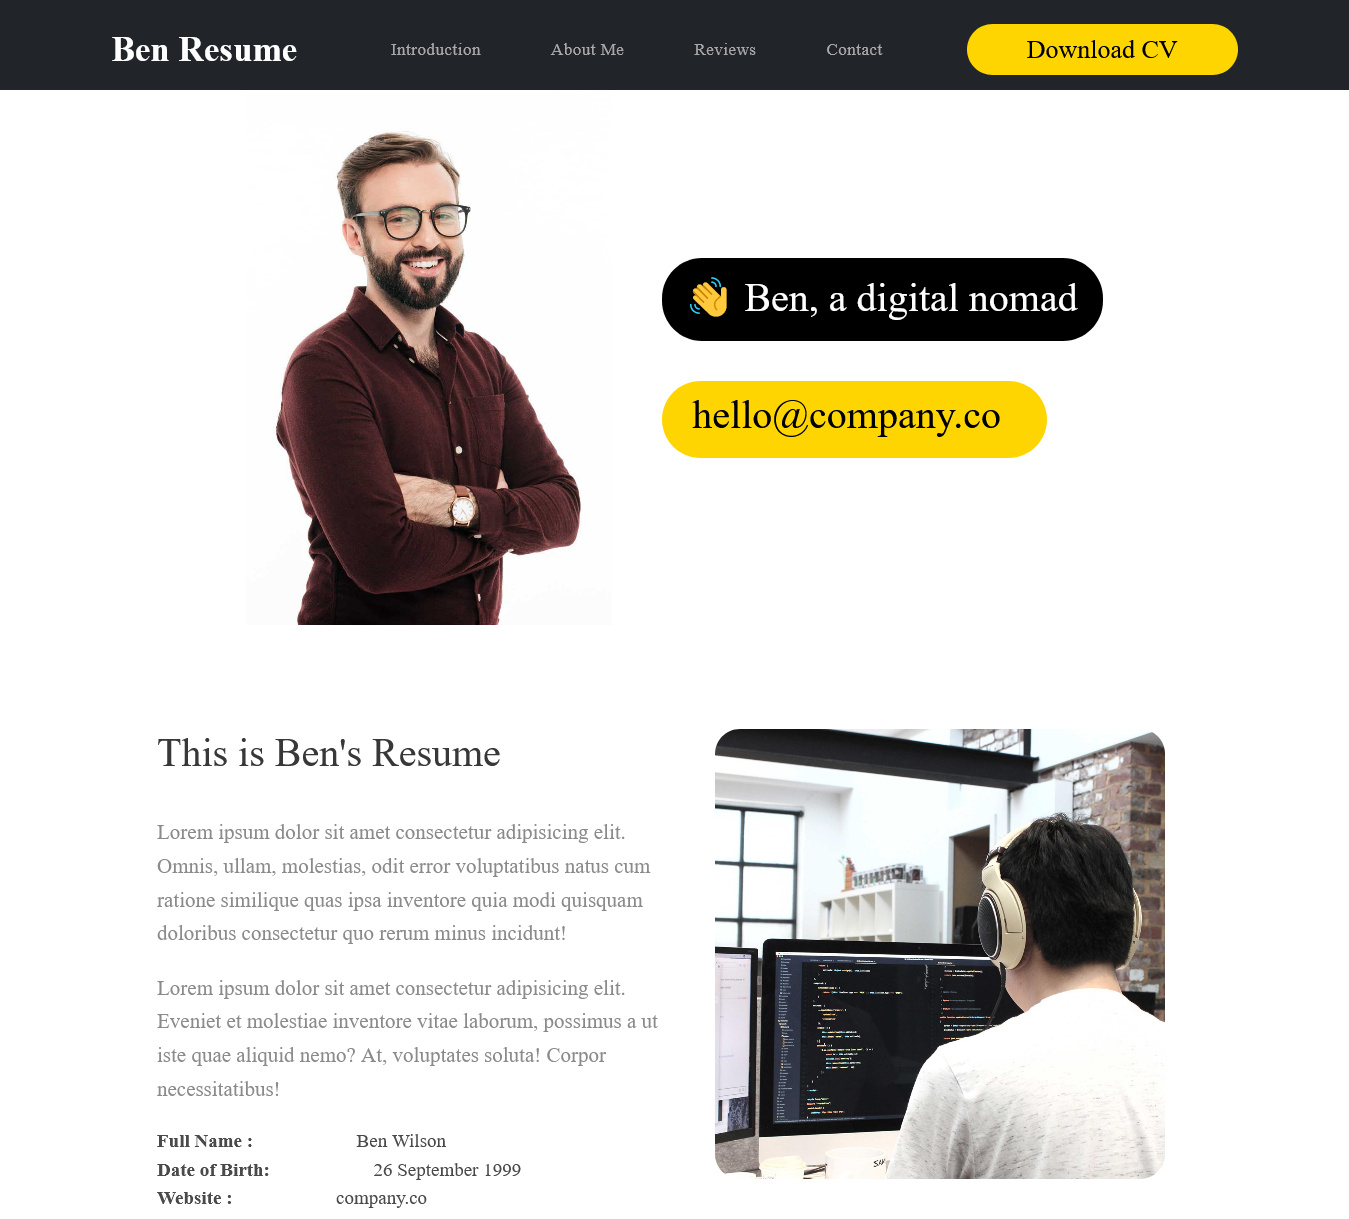 Ben Resume Introduction About Me Reviews Contact Download CV
👋 Ben, a digital nomad
hello@company.co
This is Ben's Resume
Lorem ipsum dolor sit amet consectetur adipisicing elit.
Omnis, ullam, molestias, odit error voluptatibus natus cum
ratione similique quas ipsa inventore quia modi quisquam
doloribus consectetur quo rerum minus incidunt!
Lorem ipsum dolor sit amet consectetur adipisicing elit.
Eveniet et molestiae inventore vitae laborum, possimus a ut
iste quae aliquid nemo? At, voluptates soluta! Corpor
necessitatibus!
Full Name : Ben Wilson
Date of Birth: 26 September 1999
Website : company.co